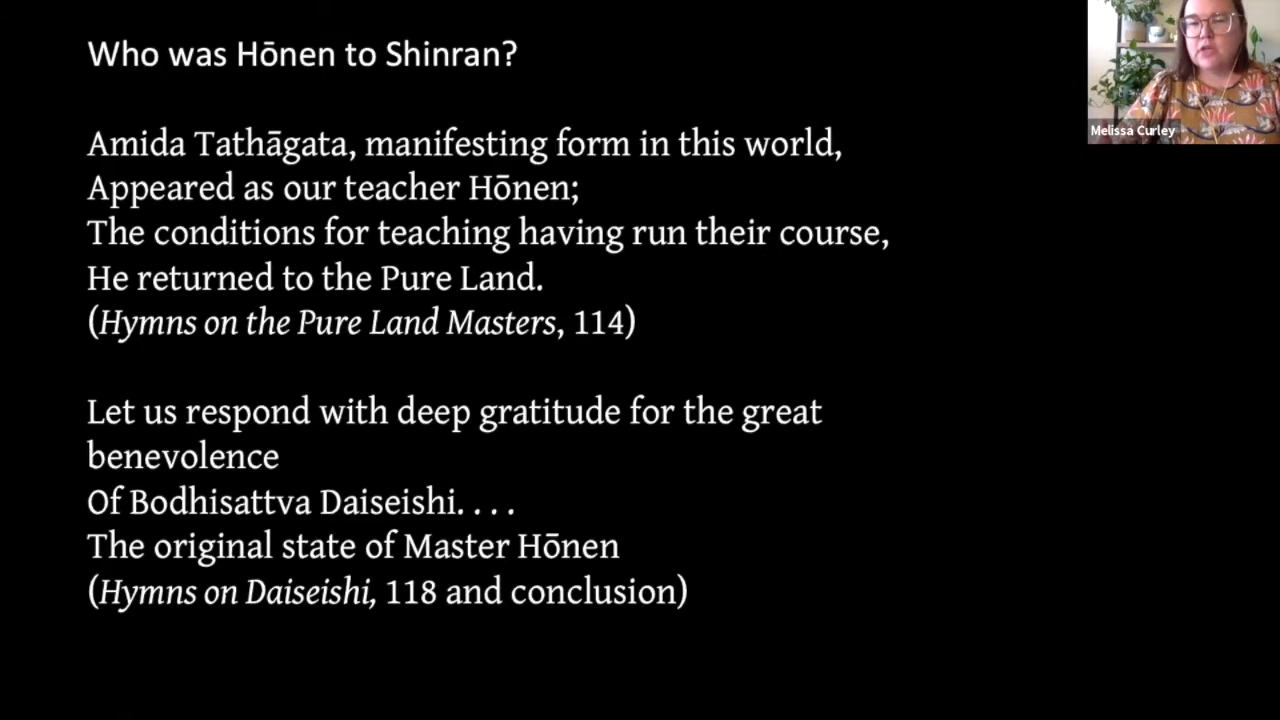 Who was Hōnen to Shinran?
Amida Tathāgata, manifesting form in this world,
Appeared as our teacher Hōnen;
The conditions for teaching having run their course,
He returned to the Pure Land.
(Hymns on the Pure Land Masters, 114)
Let us respond with deep gratitude for the great
benevolence
Of Bodhisattva Daiseishi. . . .
The original state of Master Hōnen
(Hymns on Daiseishi, 118 and conclusion)
Melissa Curley